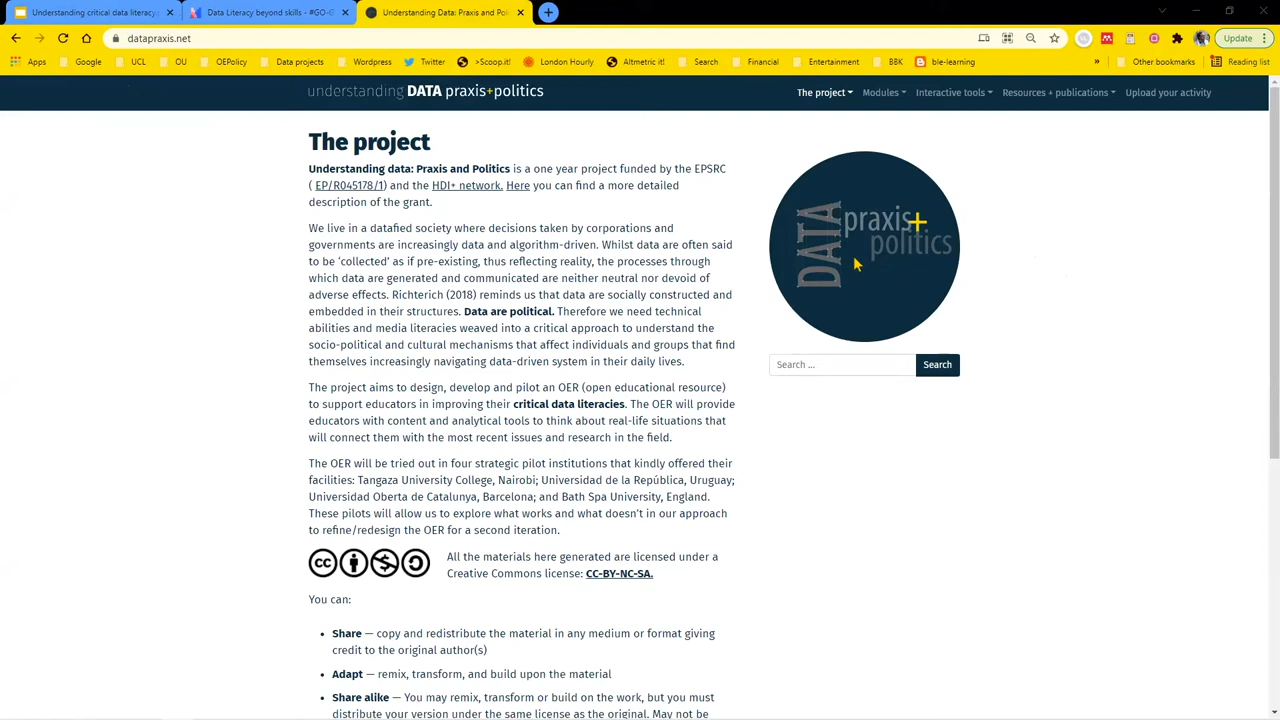 Understanding critical data literacy:
Data Literacy beyond skills - #GO-G
Understanding Data: Praxis and Poli
datapraxis.net
Update
Apps
Google
UCL
OU
OEPolicy
Data projects
Wordpress
Twitter
>Scoop.it!
London Hourly
Altmetric it!
Search
Financial
Entertainment
BBK
ble-learning
»
Other bookmarks
Reading list
understanding DATA praxis+politics
The project
Modules
Interactive tools
Resources + publications
Upload your activity
The project
Understanding data: Praxis and Politics is a one year project funded by the EPSRC
( EP/R045178/1) and the HDI+ network. Here you can find a more detailed
description of the grant.
We live in a datafied society where decisions taken by corporations and
governments are increasingly data and algorithm-driven. Whilst data are often said
to be ‘collected’ as if pre-existing, thus reflecting reality, the processes through
which data are generated and communicated are neither neutral nor devoid of
adverse effects. Richterich (2018) reminds us that data are socially constructed and
embedded in their structures. Data are political. Therefore we need technical
abilities and media literacies weaved into a critical approach to understand the
socio-political and cultural mechanisms that affect individuals and groups that find
themselves increasingly navigating data-driven system in their daily lives.
The project aims to design, develop and pilot an OER (open educational resource)
to support educators in improving their critical data literacies. The OER will provide
educators with content and analytical tools to think about real-life situations that
will connect them with the most recent issues and research in the field.
The OER will be tried out in four strategic pilot institutions that kindly offered their
facilities: Tangaza University College, Nairobi; Universidad de la República, Uruguay;
Universidad Oberta de Catalunya, Barcelona; and Bath Spa University, England.
These pilots will allow us to explore what works and what doesn’t in our approach
to refine/redesign the OER for a second iteration.
cc
All the materials here generated are licensed under a
Creative Commons license: CC-BY-NC-SA.
You can:
• Share — copy and redistribute the material in any medium or format giving
credit to the original author(s)
• Adapt — remix, transform, and build upon the material
• Share alike — You may remix, transform or build on the work, but you must
distribute your version under the same license as the original. May not be
DATA
praxis+
politics
Search ...
Search